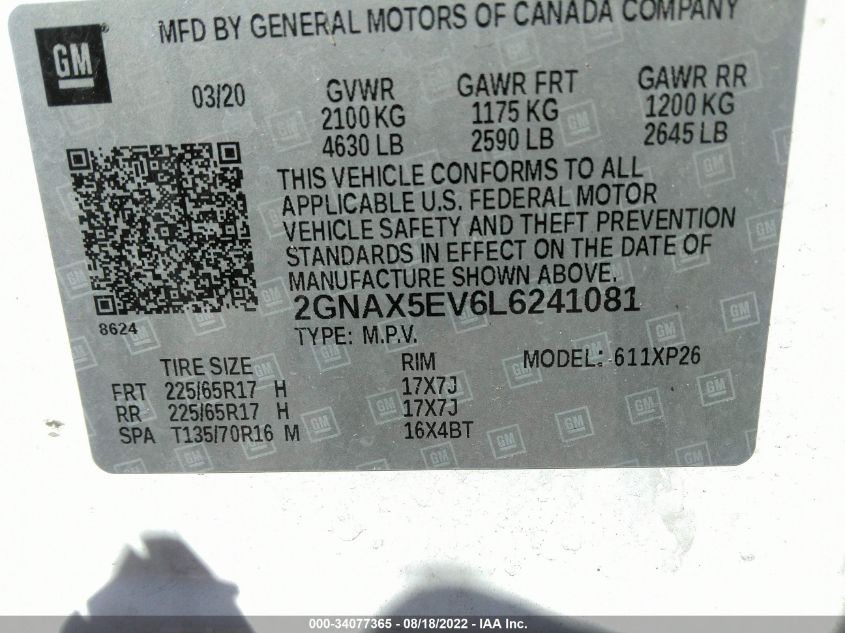 MFD BY GENERAL MOTORS OF CANADA COMPANY
GM
03/20
GVWR GAWR FRT GAWR RR
2100 KG 1175 KG 1200 KG
4630 LB 2590 LB 2645 LB
THIS VEHICLE CONFORMS TO ALL
APPLICABLE U.S. FEDERAL MOTOR
VEHICLE SAFETY AND THEFT PREVENTION
STANDARDS IN EFFECT ON THE DATE OF
MANUFACTURE SHOWN ABOVE.
8624
2GNAX5EV6L6241081
TYPE: M.P.V.
MODEL: 611XP26
TIRE SIZE RIM
FRT 225/65R17 H 17X7J
RR 225/65R17 H 17X7J
SPA T135/70R16 M 16X4BT
000-34077365 - 08/18/2022 - IAA Inc.